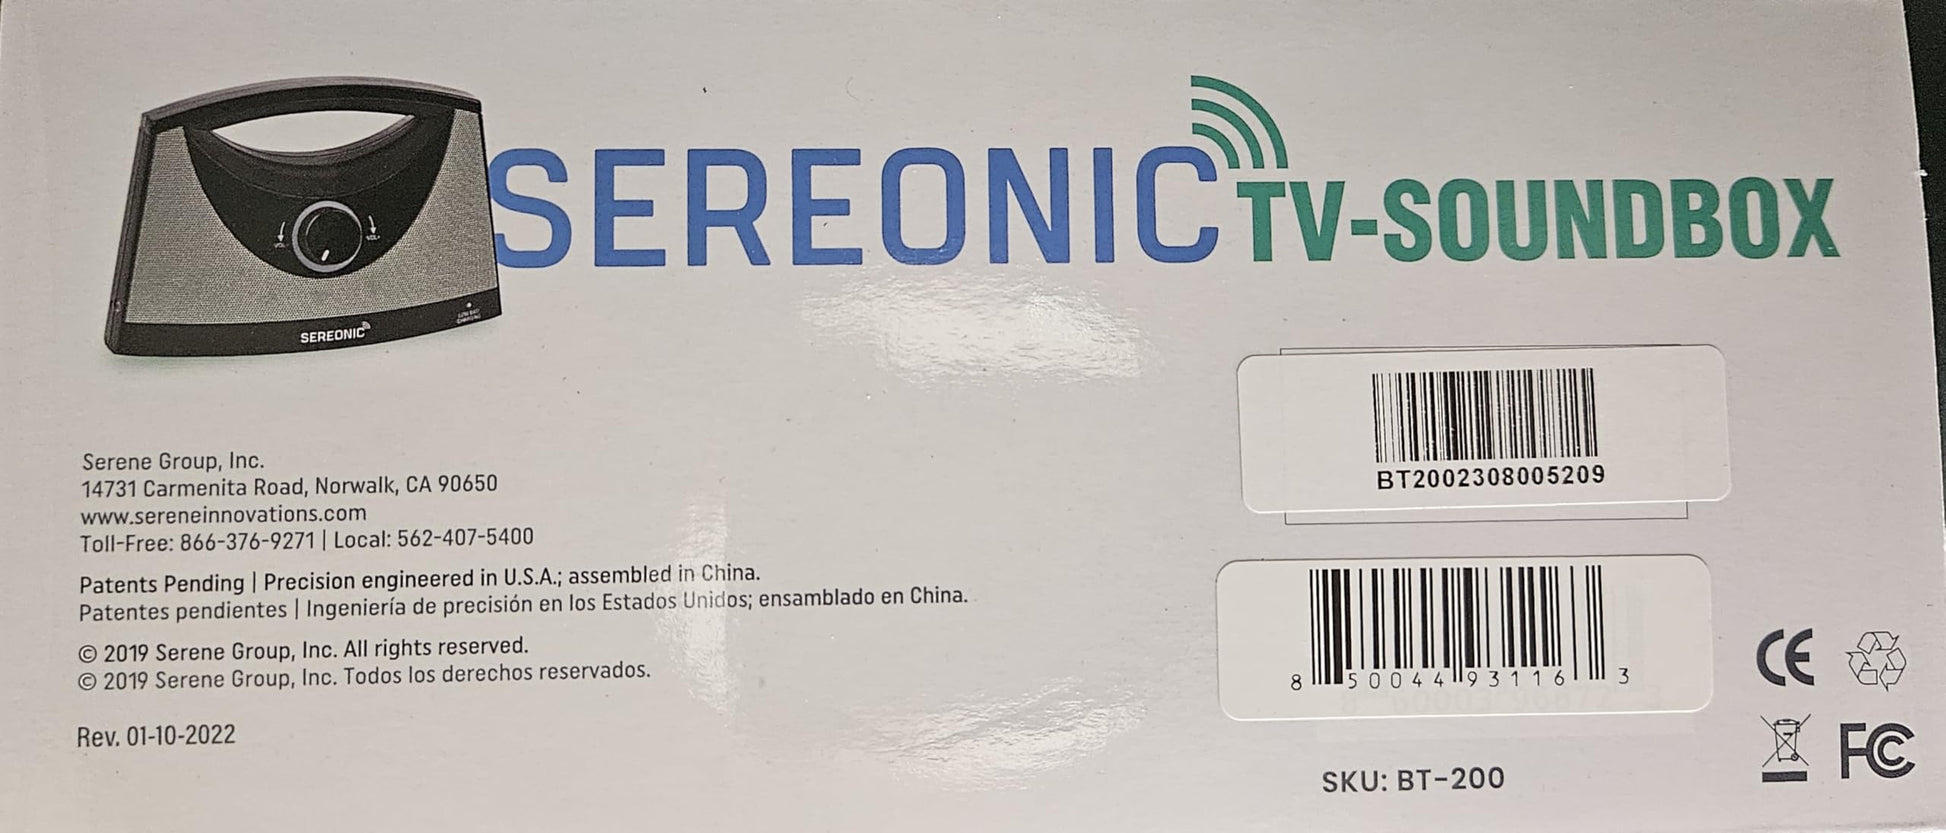 SEREONIC TV-SOUNDBOX
VOL- VOL+
SEREONIC
Serene Group, Inc.
14731 Carmenita Road, Norwalk, CA 90650
www.sereneinnovations.com
Toll-Free: 866-376-9271 | Local: 562-407-5400
Patents Pending | Precision engineered in U.S.A.; assembled in China.
Patentes pendientes | Ingeniería de precisión en los Estados Unidos; ensamblado en China.
© 2019 Serene Group, Inc. All rights reserved.
© 2019 Serene Group, Inc. Todos los derechos reservados.
Rev. 01-10-2022
BT2002308005209
8 50044 93116 3
SKU: BT-200
CE
FC